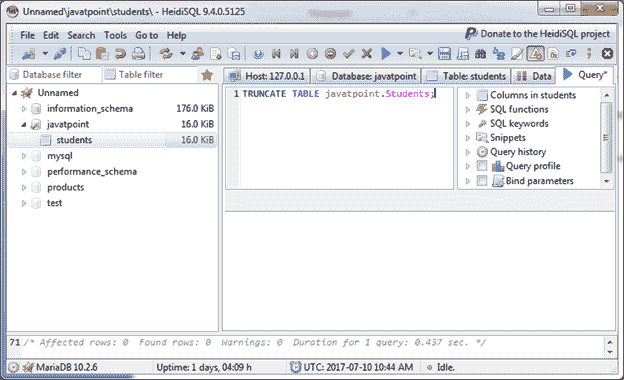 Unnamed\javatpoint\students\ - HeidiSQL 9.4.0.5125
File Edit Search Tools Go to Help
Donate to the HeidiSQL project
Database filter
Table filter
Host: 127.0.0.1
Database: javatpoint
Table: students
Data
Query*
Unnamed
information_schema 176.0 KiB
javatpoint 16.0 KiB
students 16.0 KiB
mysql
performance_schema
products
test
1 TRUNCATE TABLE javatpoint.Students;
Columns in students
SQL functions
SQL keywords
Snippets
Query history
Query profile
Bind parameters
71 /* Affected rows: 0 Found rows: 0 Warnings: 0 Duration for 1 query: 0.437 sec. */
MariaDB 10.2.6
Uptime: 1 days, 04:09 h
UTC: 2017-07-10 10:44 AM
Idle.